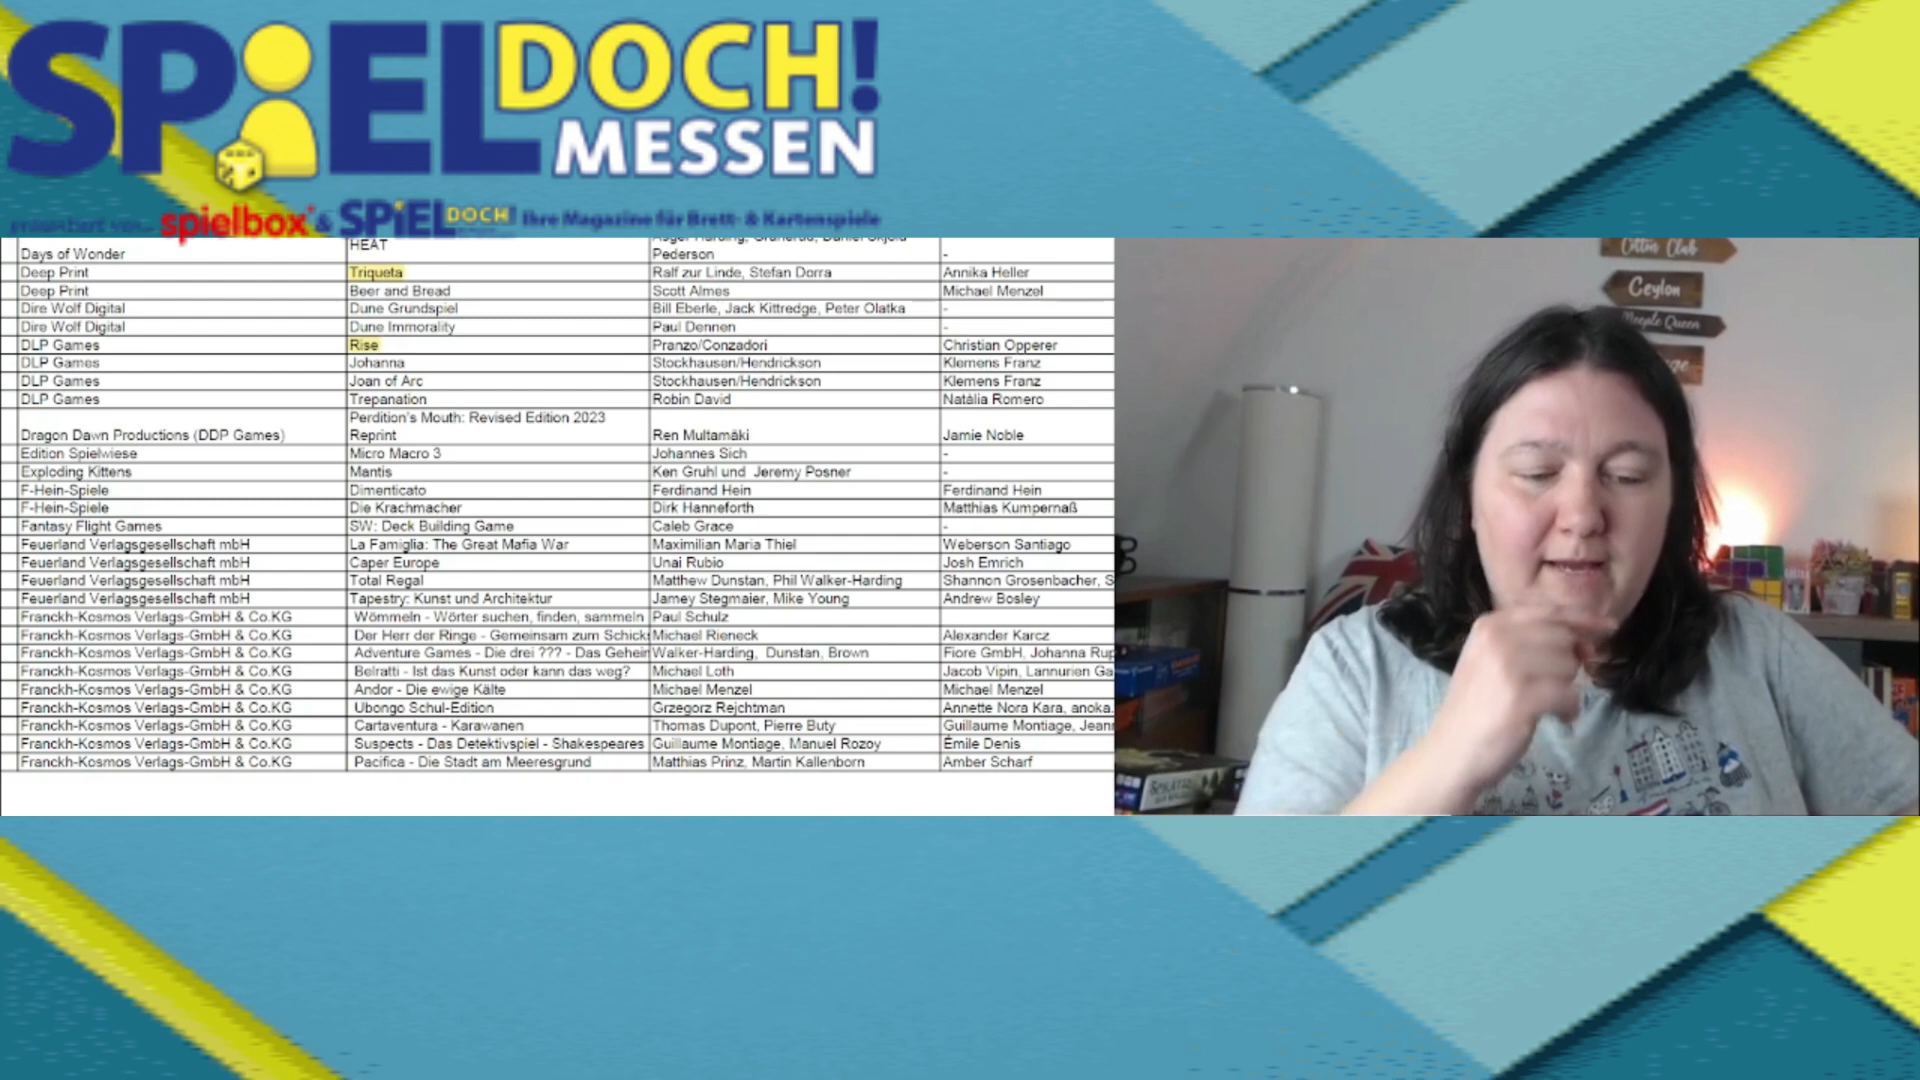 SPiEL DOCH!
MESSEN
präsentiert von... spielbox & SPiEL DOCH! Ihre Magazine für Brett- & Kartenspiele
HEAT
Days of Wonder Pederson -
Deep Print Triqueta Ralf zur Linde, Stefan Dorra Annika Heller
Deep Print Beer and Bread Scott Almes Michael Menzel
Dire Wolf Digital Dune Grundspiel Bill Eberle, Jack Kittredge, Peter Olatka -
Dire Wolf Digital Dune Immorality Paul Dennen -
DLP Games Rise Pranzo/Conzadori Christian Opperer
DLP Games Johanna Stockhausen/Hendrickson Klemens Franz
DLP Games Joan of Arc Stockhausen/Hendrickson Klemens Franz
DLP Games Trepanation Robin David Natália Romero
Perdition's Mouth: Revised Edition 2023
Dragon Dawn Productions (DDP Games) Reprint Ren Multamäki Jamie Noble
Edition Spielwiese Micro Macro 3 Johannes Sich -
Exploding Kittens Mantis Ken Gruhl und Jeremy Posner -
F-Hein-Spiele Dimenticato Ferdinand Hein Ferdinand Hein
F-Hein-Spiele Die Krachmacher Dirk Hanneforth Matthias Kumpernaß
Fantasy Flight Games SW: Deck Building Game Caleb Grace -
Feuerland Verlagsgesellschaft mbH La Famiglia: The Great Mafia War Maximilian Maria Thiel Weberson Santiago
Feuerland Verlagsgesellschaft mbH Caper Europe Unai Rubio Josh Emrich
Feuerland Verlagsgesellschaft mbH Total Regal Matthew Dunstan, Phil Walker-Harding Shannon Grosenbacher, S
Feuerland Verlagsgesellschaft mbH Tapestry: Kunst und Architektur Jamey Stegmaier, Mike Young Andrew Bosley
Franckh-Kosmos Verlags-GmbH & Co.KG Wömmeln - Wörter suchen, finden, sammeln Paul Schulz
Franckh-Kosmos Verlags-GmbH & Co.KG Der Herr der Ringe - Gemeinsam zum Schicks Michael Rieneck Alexander Karcz
Franckh-Kosmos Verlags-GmbH & Co.KG Adventure Games - Die drei ??? - Das Geheim Walker-Harding, Dunstan, Brown Fiore GmbH, Johanna Rup
Franckh-Kosmos Verlags-GmbH & Co.KG Belratti - Ist das Kunst oder kann das weg? Michael Loth Jacob Vipin, Lannurien Ga
Franckh-Kosmos Verlags-GmbH & Co.KG Andor - Die ewige Kälte Michael Menzel Michael Menzel
Franckh-Kosmos Verlags-GmbH & Co.KG Ubongo Schul-Edition Grzegorz Rejchtman Annette Nora Kara, anoka.
Franckh-Kosmos Verlags-GmbH & Co.KG Cartaventura - Karawanen Thomas Dupont, Pierre Buty Guillaume Montiage, Jean
Franckh-Kosmos Verlags-GmbH & Co.KG Suspects - Das Detektivspiel - Shakespeares Guillaume Montiage, Manuel Rozoy Émile Denis
Franckh-Kosmos Verlags-GmbH & Co.KG Pacifica - Die Stadt am Meeresgrund Matthias Prinz, Martin Kallenborn Amber Scharf
Cotton Club
Ceylon
Meeple Queen